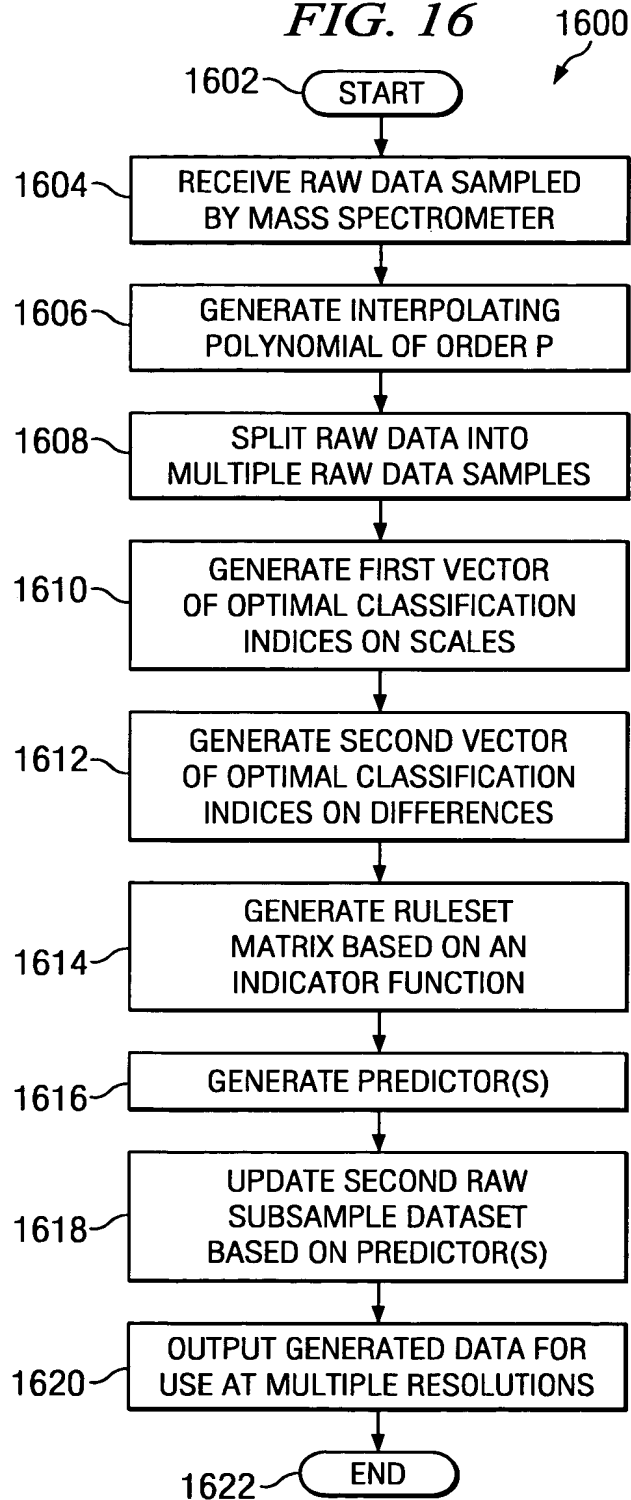 FIG. 16
1600
1602
START
1604
RECEIVE RAW DATA SAMPLED
BY MASS SPECTROMETER
1606
GENERATE INTERPOLATING
POLYNOMIAL OF ORDER P
1608
SPLIT RAW DATA INTO
MULTIPLE RAW DATA SAMPLES
1610
GENERATE FIRST VECTOR
OF OPTIMAL CLASSIFICATION
INDICES ON SCALES
1612
GENERATE SECOND VECTOR
OF OPTIMAL CLASSIFICATION
INDICES ON DIFFERENCES
1614
GENERATE RULESET
MATRIX BASED ON AN
INDICATOR FUNCTION
1616
GENERATE PREDICTOR(S)
1618
UPDATE SECOND RAW
SUBSAMPLE DATASET
BASED ON PREDICTOR(S)
1620
OUTPUT GENERATED DATA FOR
USE AT MULTIPLE RESOLUTIONS
1622
END